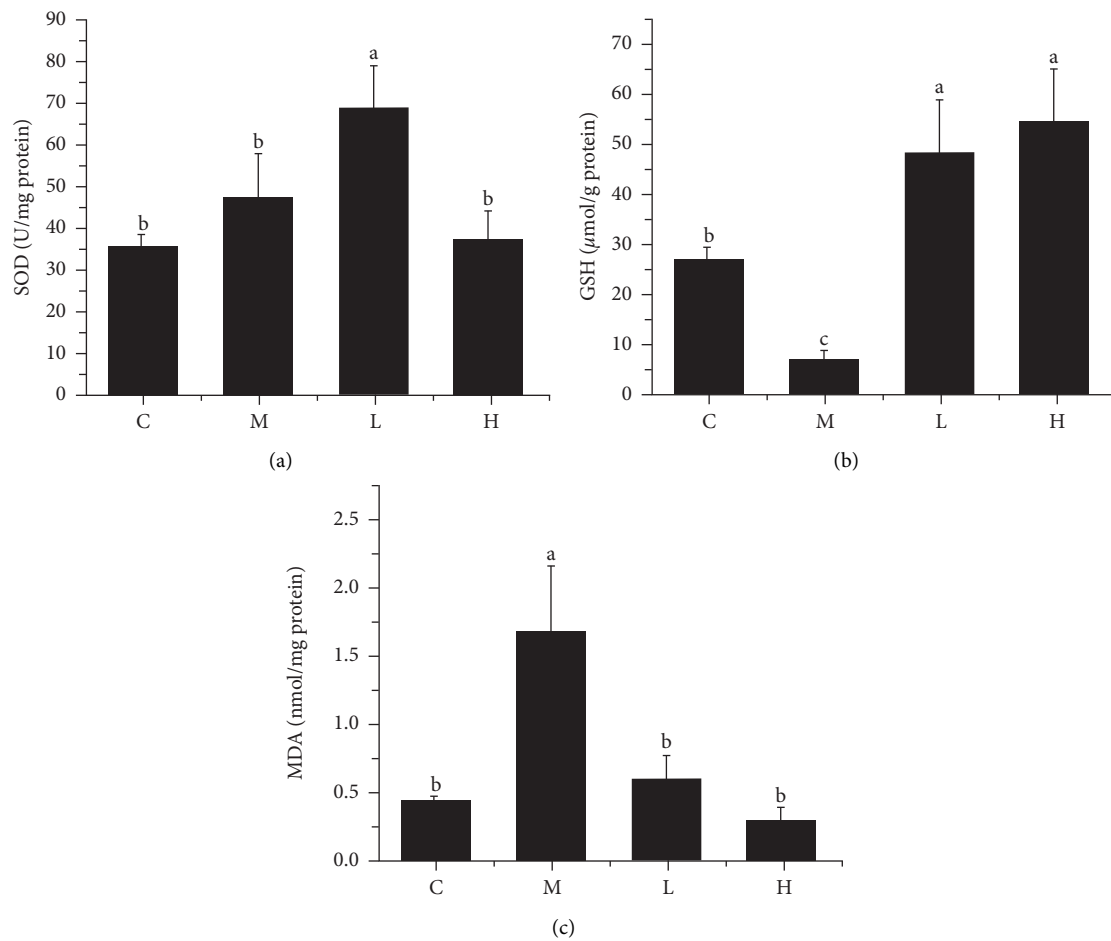 90
80
70
60
50
40
30
20
10
0
SOD (U/mg protein)
b
b
a
b
C M L H
(a)
70
60
50
40
30
20
10
0
GSH (µmol/g protein)
b
c
a
a
C M L H
(b)
2.5
2.0
1.5
1.0
0.5
0.0
MDA (nmol/mg protein)
b
a
b
b
C M L H
(c)